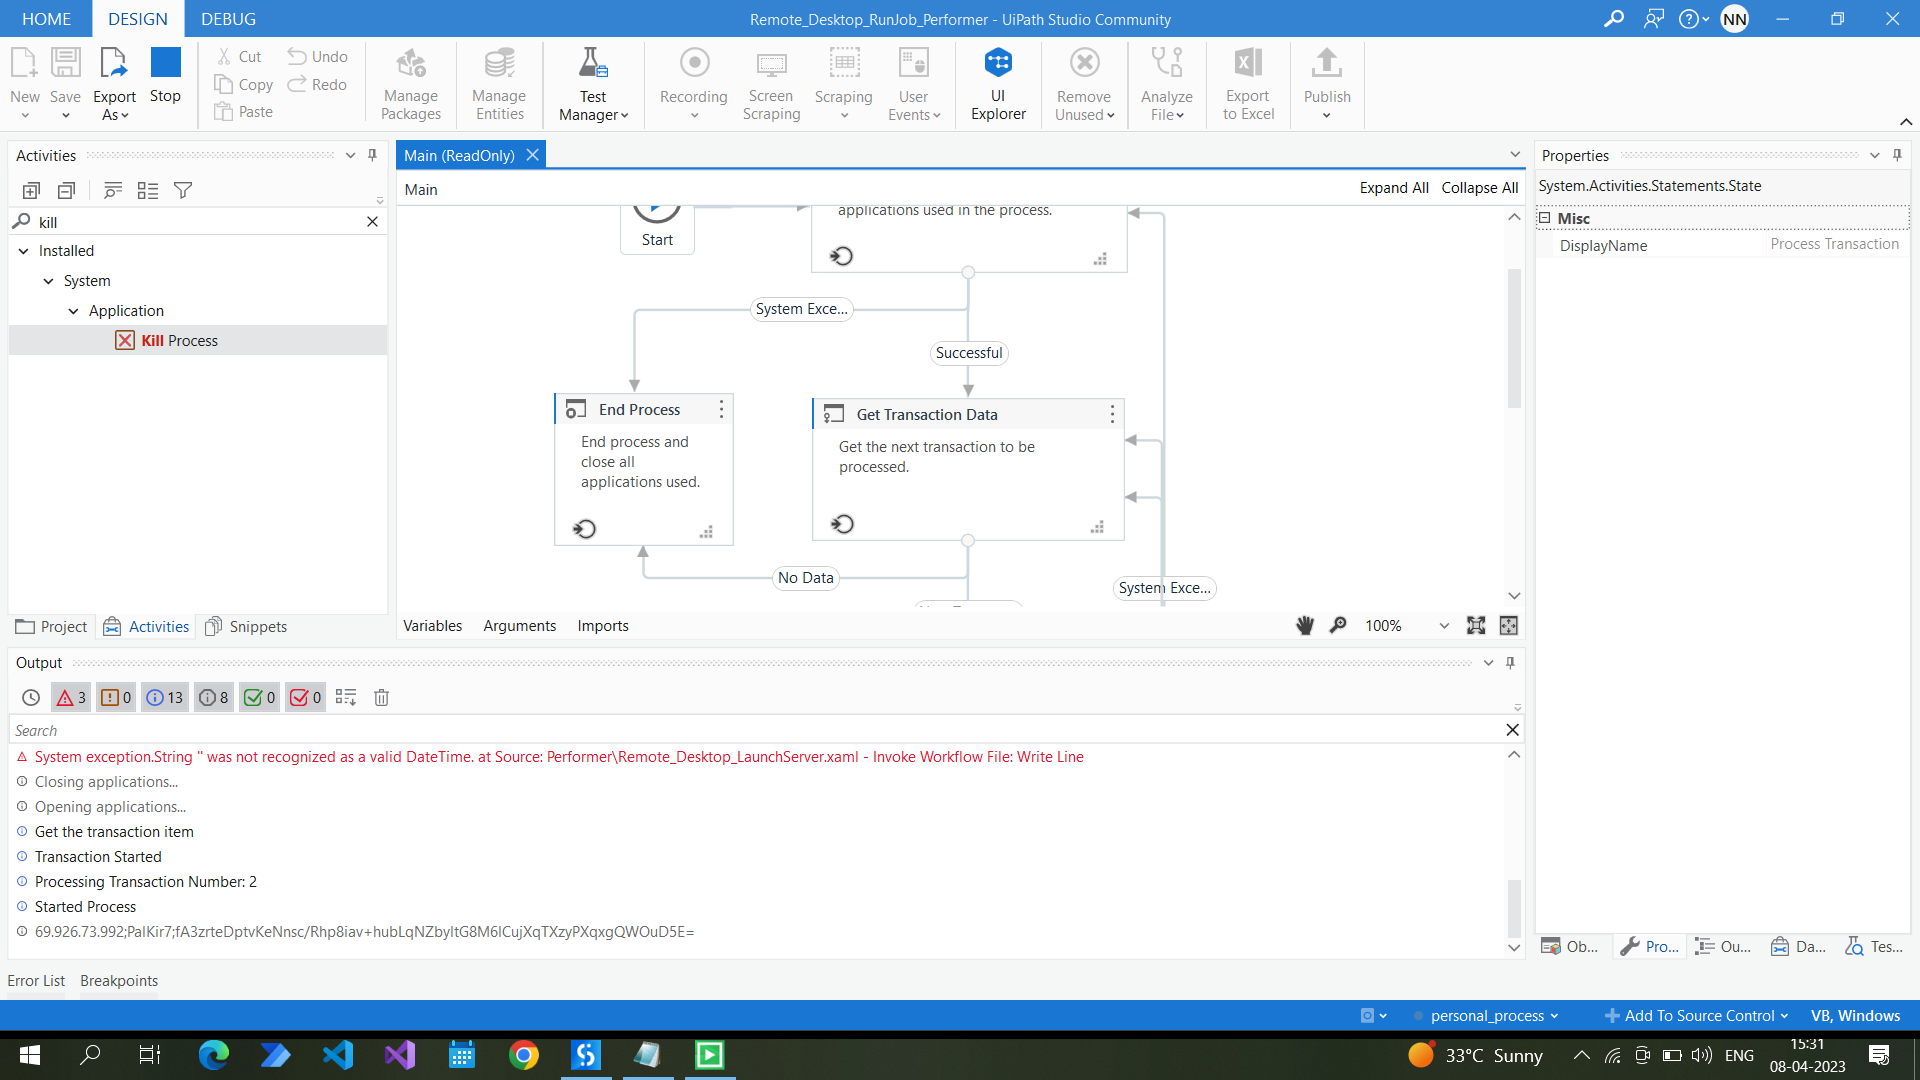 HOME
DESIGN
DEBUG
Remote_Desktop_RunJob_Performer - UiPath Studio Community
NN
New
Save
Export
As
Stop
Cut
Copy
Paste
Undo
Redo
Manage
Packages
Manage
Entities
Test
Manager
Recording
Screen
Scraping
Scraping
User
Events
UI
Explorer
Remove
Unused
Analyze
File
Export
to Excel
Publish
Activities
kill
Installed
System
Application
Kill Process
Project
Activities
Snippets
Main (ReadOnly)
Main
Expand All
Collapse All
Start
applications used in the process.
System Exce...
Successful
End Process
End process and
close all
applications used.
Get Transaction Data
Get the next transaction to be
processed.
No Data
System Exce...
Variables
Arguments
Imports
100%
Properties
System.Activities.Statements.State
Misc
DisplayName
Process Transaction
Output
3
0
13
8
0
0
Search
System exception.String '' was not recognized as a valid DateTime. at Source: Performer\Remote_Desktop_LaunchServer.xaml - Invoke Workflow File: Write Line
Closing applications...
Opening applications...
Get the transaction item
Transaction Started
Processing Transaction Number: 2
Started Process
69.926.73.992;PalKir7;fA3zrteDptvKeNnsc/Rhp8iav+hubLqNZbyItG8M6lCujXqTXzyPXqxgQWOuD5E=
Ob...
Pro...
Ou...
Da...
Tes...
Error List
Breakpoints
personal_process
Add To Source Control
VB, Windows
33°C Sunny
ENG
15:31
08-04-2023